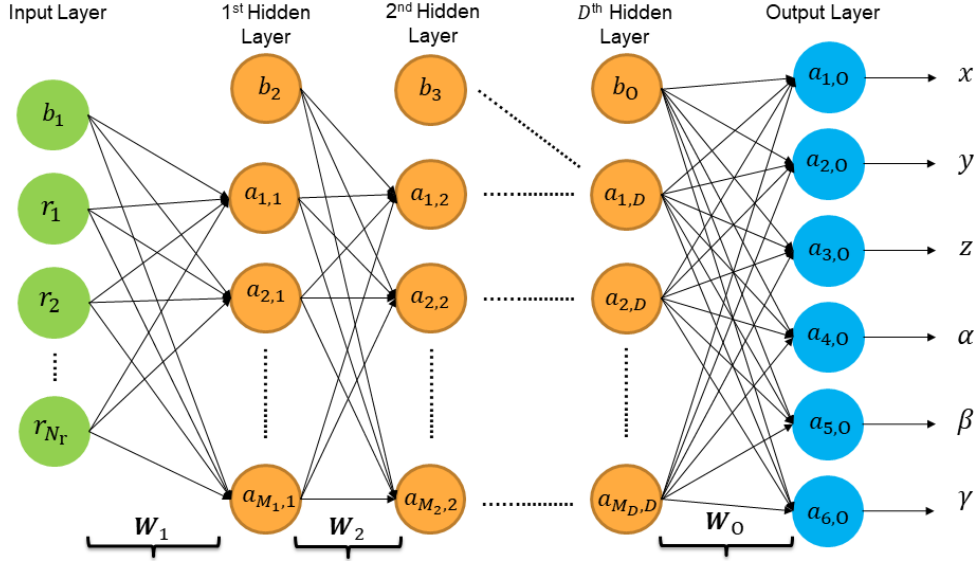 Input Layer
1st Hidden
Layer
2nd Hidden
Layer
Dth Hidden
Layer
Output Layer
b1 b2 b3 bO a1,O x
r1 a1,1 a1,2 a1,D a2,O y
r2 a2,1 a2,2 a2,D a3,O z
a4,O α
rNr a5,O β
aM1,1 aM2,2 aMD,D a6,O γ
W1 W2 WO